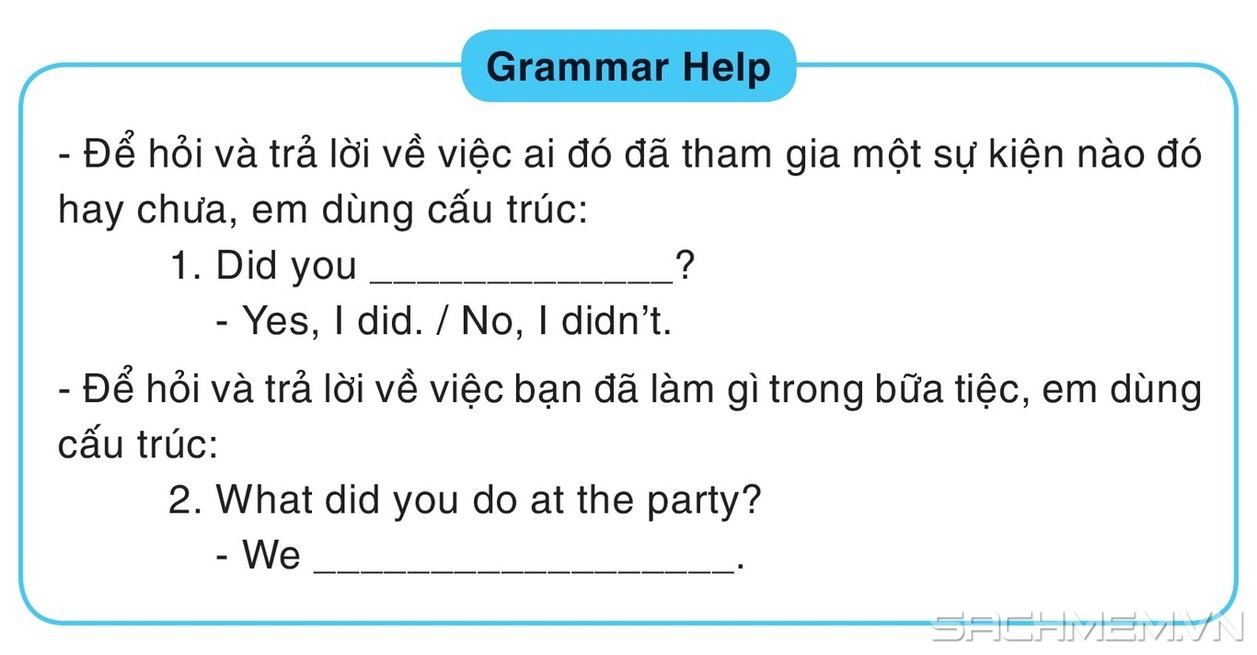 Grammar Help
- Để hỏi và trả lời về việc ai đó đã tham gia một sự kiện nào đó
hay chưa, em dùng cấu trúc:
1. Did you _____________?
- Yes, I did. / No, I didn’t.
- Để hỏi và trả lời về việc bạn đã làm gì trong bữa tiệc, em dùng
cấu trúc:
2. What did you do at the party?
- We __________________.
SACHMEM.VN